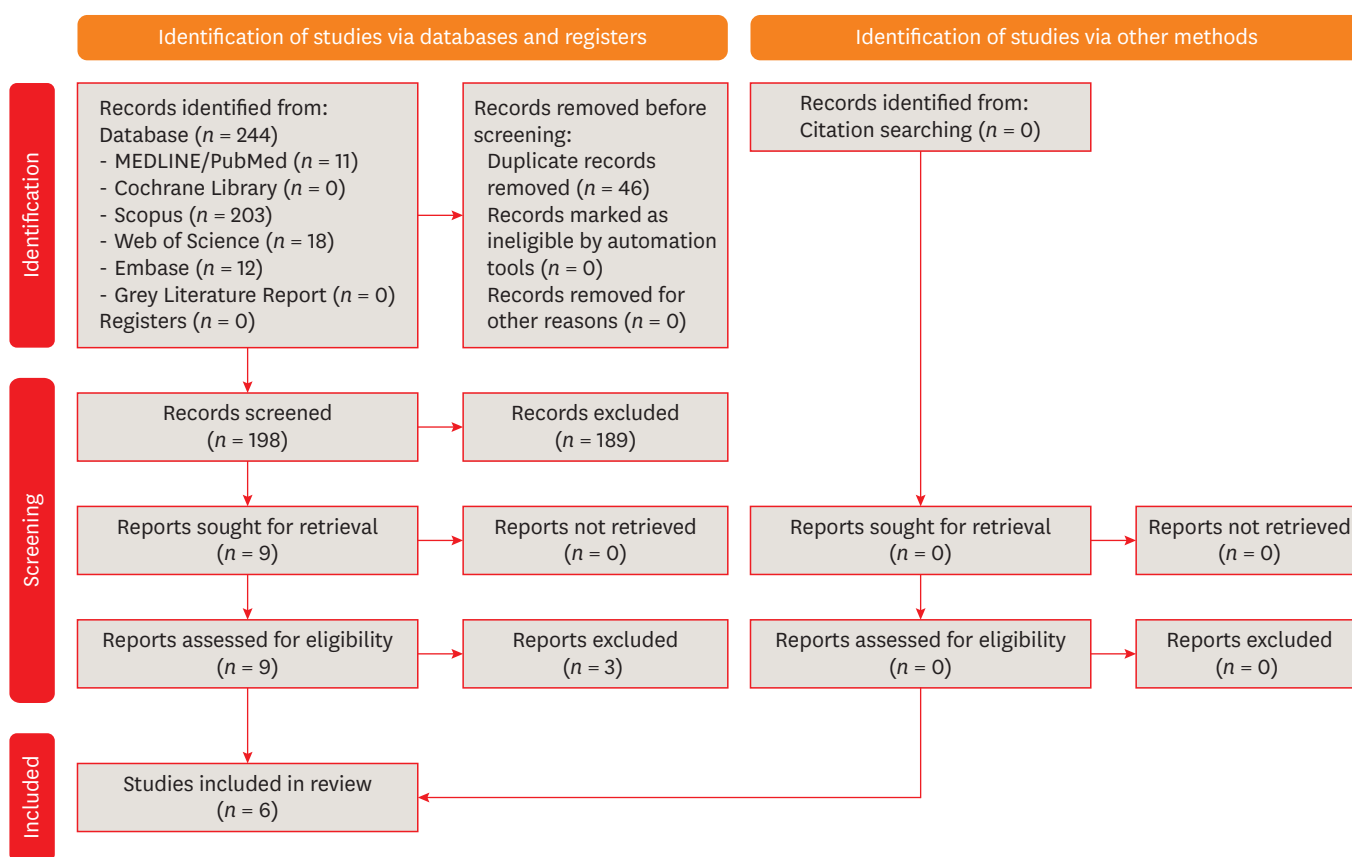 Identification of studies via databases and registers
Identification of studies via other methods
Identification
Records identified from:
Database (n = 244)
- MEDLINE/PubMed (n = 11)
- Cochrane Library (n = 0)
- Scopus (n = 203)
- Web of Science (n = 18)
- Embase (n = 12)
- Grey Literature Report (n = 0)
Registers (n = 0)
Records removed before
screening:
Duplicate records
removed (n = 46)
Records marked as
ineligible by automation
tools (n = 0)
Records removed for
other reasons (n = 0)
Records identified from:
Citation searching (n = 0)
Screening
Records screened
(n = 198)
Records excluded
(n = 189)
Reports sought for retrieval
(n = 9)
Reports not retrieved
(n = 0)
Reports sought for retrieval
(n = 0)
Reports not retrieved
(n = 0)
Reports assessed for eligibility
(n = 9)
Reports excluded
(n = 3)
Reports assessed for eligibility
(n = 0)
Reports excluded
(n = 0)
Included
Studies included in review
(n = 6)